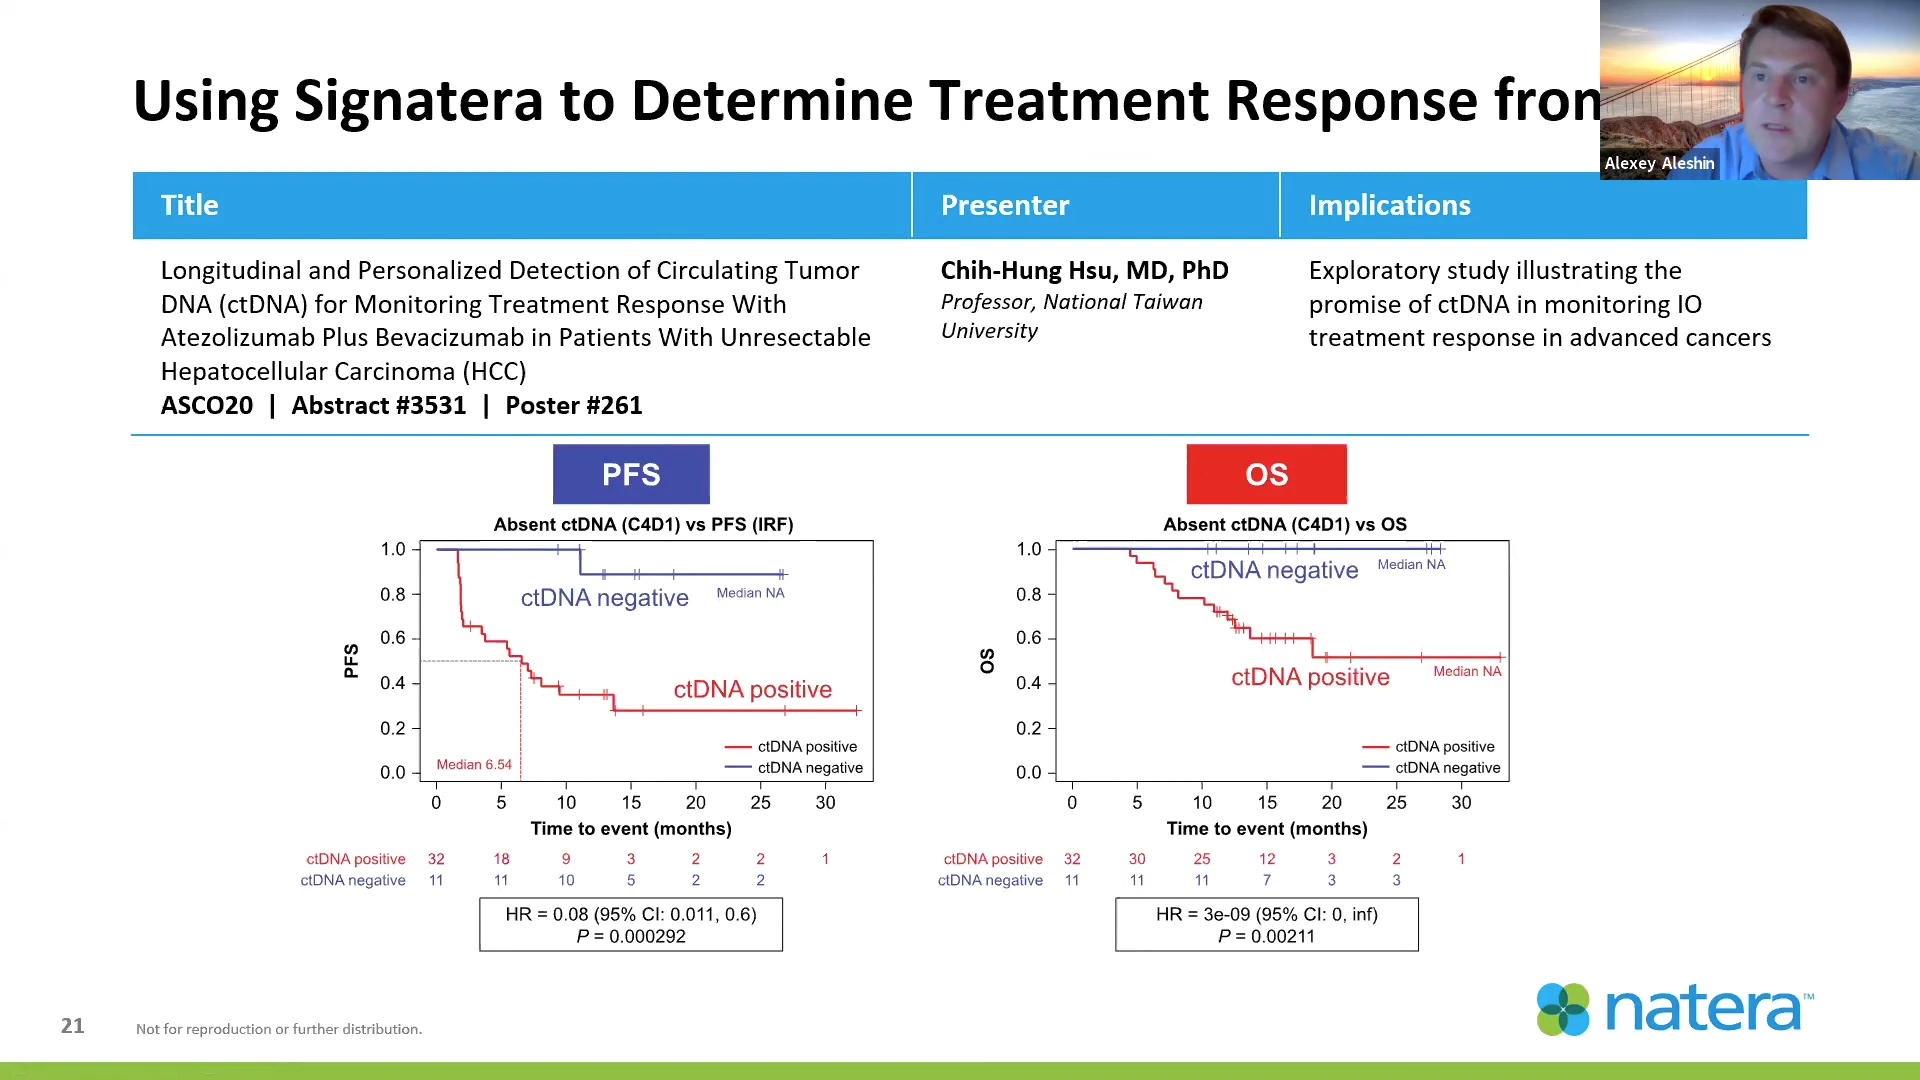 Using Signatera to Determine Treatment Response from
Alexey Aleshin
Title
Presenter
Implications
Longitudinal and Personalized Detection of Circulating Tumor
DNA (ctDNA) for Monitoring Treatment Response With
Atezolizumab Plus Bevacizumab in Patients With Unresectable
Hepatocellular Carcinoma (HCC)
ASCO20 | Abstract #3531 | Poster #261
Chih-Hung Hsu, MD, PhD
Professor, National Taiwan
University
Exploratory study illustrating the
promise of ctDNA in monitoring IO
treatment response in advanced cancers
PFS
Absent ctDNA (C4D1) vs PFS (IRF)
PFS
1.0
0.8
0.6
0.4
0.2
0.0
ctDNA negative
Median NA
ctDNA positive
Median 6.54
ctDNA positive
ctDNA negative
0 5 10 15 20 25 30
Time to event (months)
ctDNA positive 32 18 9 3 2 2 1
ctDNA negative 11 11 10 5 2 2
HR = 0.08 (95% CI: 0.011, 0.6)
P = 0.000292
OS
Absent ctDNA (C4D1) vs OS
OS
1.0
0.8
0.6
0.4
0.2
0.0
ctDNA negative
Median NA
ctDNA positive
Median NA
ctDNA positive
ctDNA negative
0 5 10 15 20 25 30
Time to event (months)
ctDNA positive 32 30 25 12 3 2 1
ctDNA negative 11 11 11 7 3 3
HR = 3e-09 (95% CI: 0, inf)
P = 0.00211
21
Not for reproduction or further distribution.
natera™